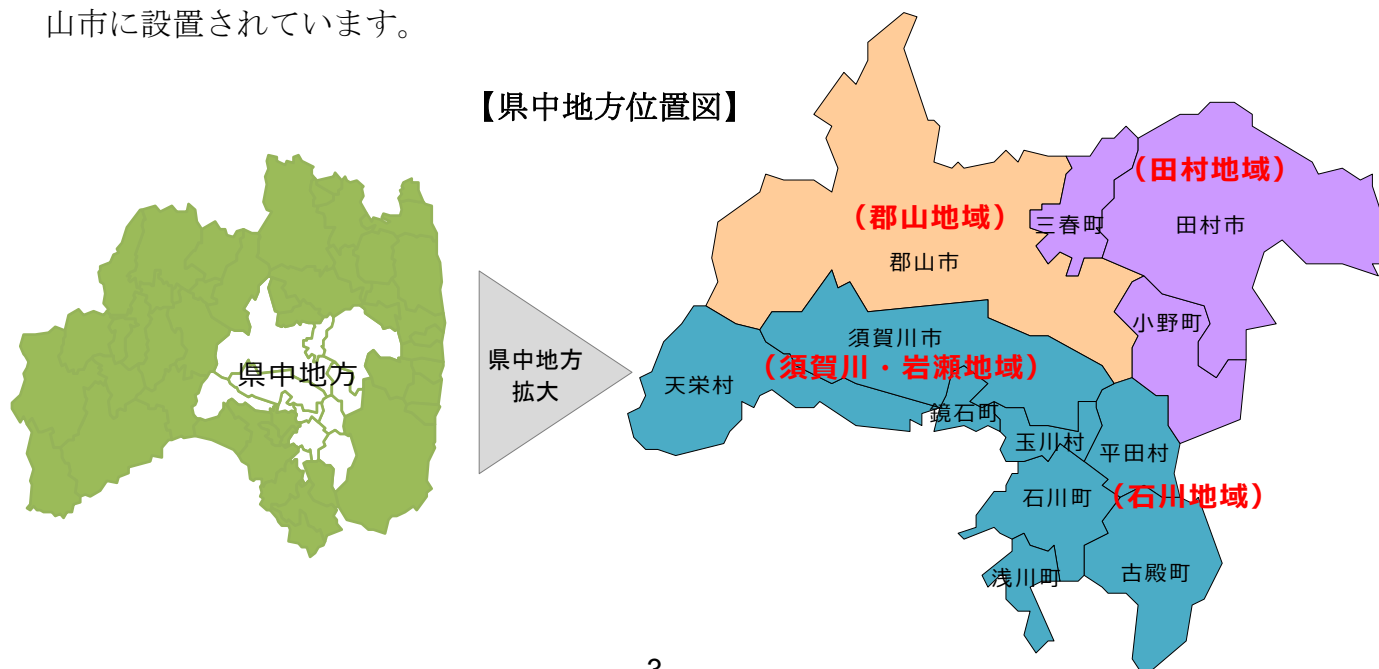 山市に設置されています。
【県中地方位置図】
県中地方
県中地方
拡大
（田村地域）
（郡山地域）
三春町
田村市
郡山市
小野町
須賀川市
（須賀川・岩瀬地域）
天栄村
鏡石町
玉川村
平田村
石川町
（石川地域）
浅川町
古殿町
3